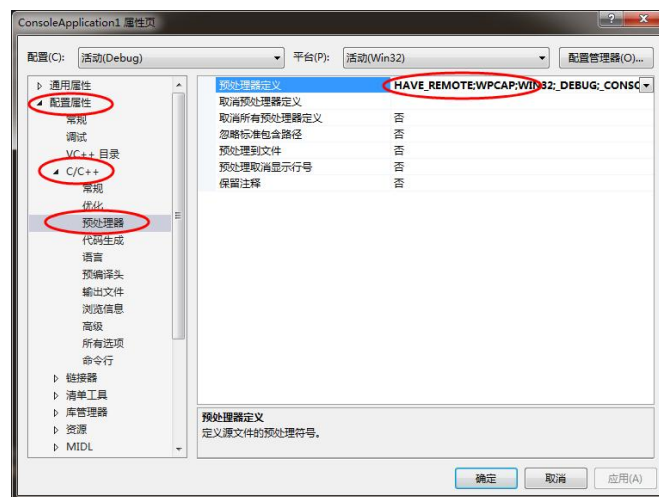 ConsoleApplication1 属性页
配置(C): 活动(Debug) 平台(P): 活动(Win32) 配置管理器(O)...
通用属性
配置属性
常规
调试
VC++ 目录
C/C++
常规
优化
预处理器
代码生成
语言
预编译头
输出文件
浏览信息
高级
所有选项
命令行
链接器
清单工具
库管理器
资源
MIDL
预处理器定义 HAVE_REMOTE;WPCAP;WIN32;_DEBUG;_CONSC
取消预处理器定义
取消所有预处理器定义 否
忽略标准包含路径 否
预处理到文件 否
预处理取消显示行号 否
保留注释 否
预处理器定义
定义源文件的预处理符号。
确定 取消 应用(A)